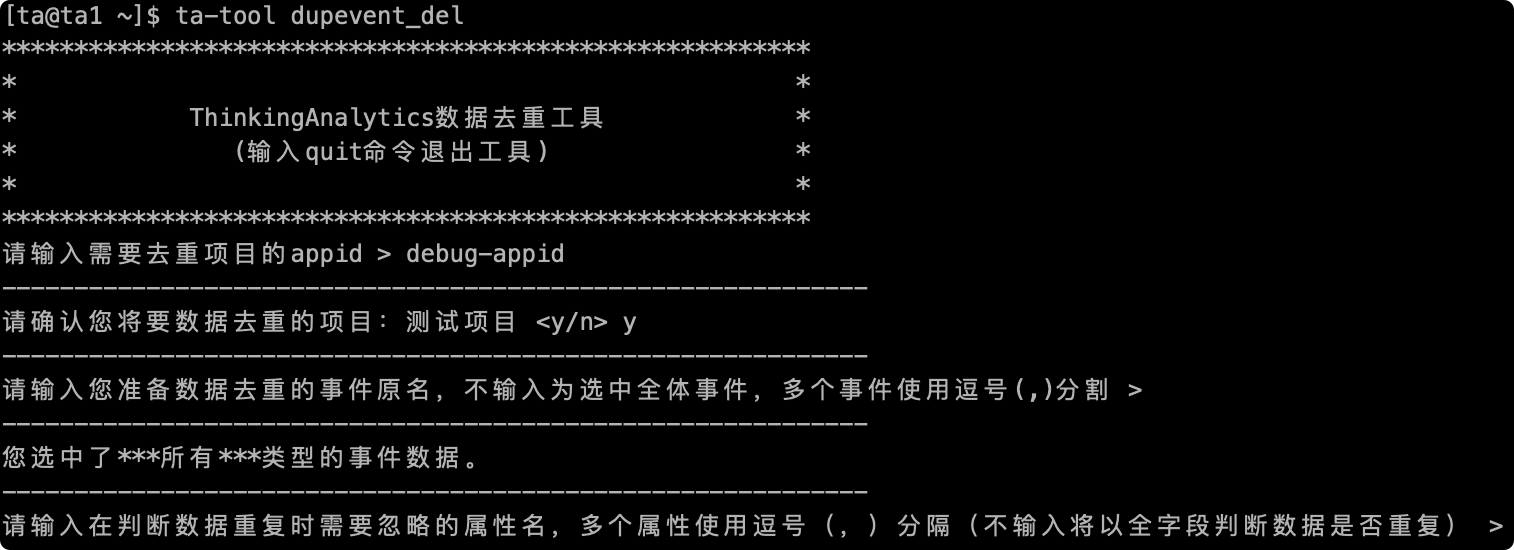 [ta@ta1 ~]$ ta-tool dupevent_del
********************************************************
*                                                      *
*            ThinkingAnalytics数据去重工具             *
*               (输入quit命令退出工具)                 *
*                                                      *
********************************************************
请输入需要去重项目的appid > debug-appid
------------------------------------------------------------
请确认您将要数据去重的项目: 测试项目 <y/n> y
------------------------------------------------------------
请输入您准备数据去重的事件原名，不输入为选中全体事件，多个事件使用逗号(,)分割 >
------------------------------------------------------------
您选中了***所有***类型的事件数据。
------------------------------------------------------------
请输入在判断数据重复时需要忽略的属性名，多个属性使用逗号（，）分隔（不输入将以全字段判断数据是否重复） >